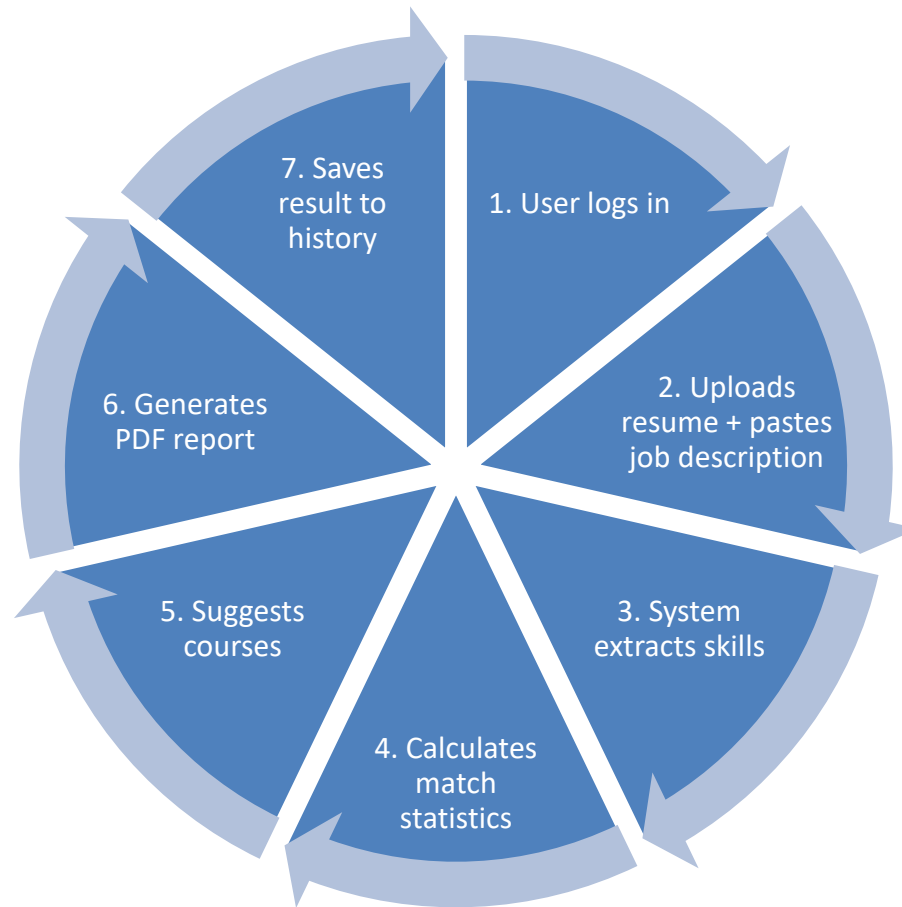 1. User logs in
2. Uploads
resume + pastes
job description
3. System
extracts skills
4. Calculates
match
statistics
5. Suggests
courses
6. Generates
PDF report
7. Saves
result to
history